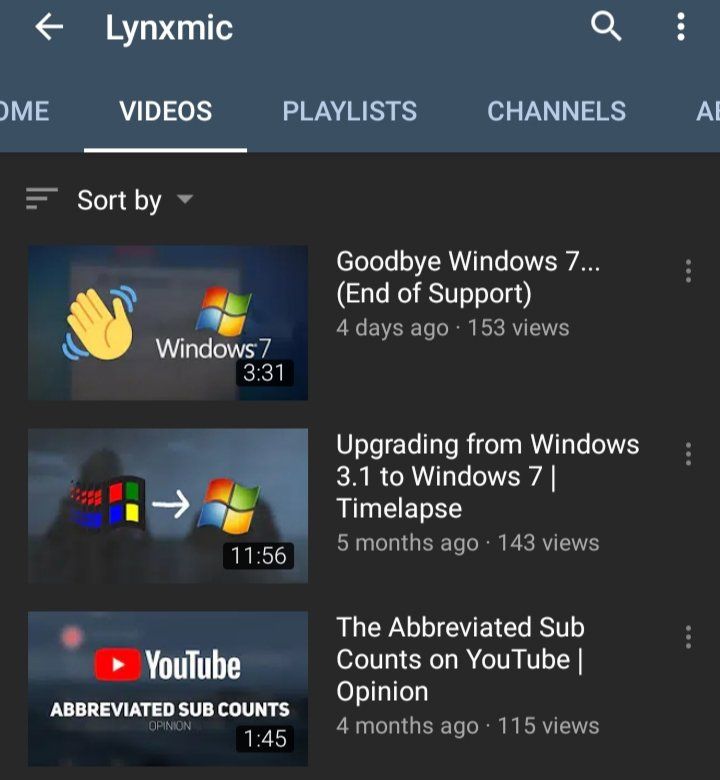 Lynxmic
OME VIDEOS PLAYLISTS CHANNELS AB
Sort by
Windows 7
3:31
Goodbye Windows 7...
(End of Support)
4 days ago · 153 views
11:56
Upgrading from Windows
3.1 to Windows 7 |
Timelapse
5 months ago · 143 views
YouTube
ABBREVIATED SUB COUNTS
OPINION
1:45
The Abbreviated Sub
Counts on YouTube |
Opinion
4 months ago · 115 views